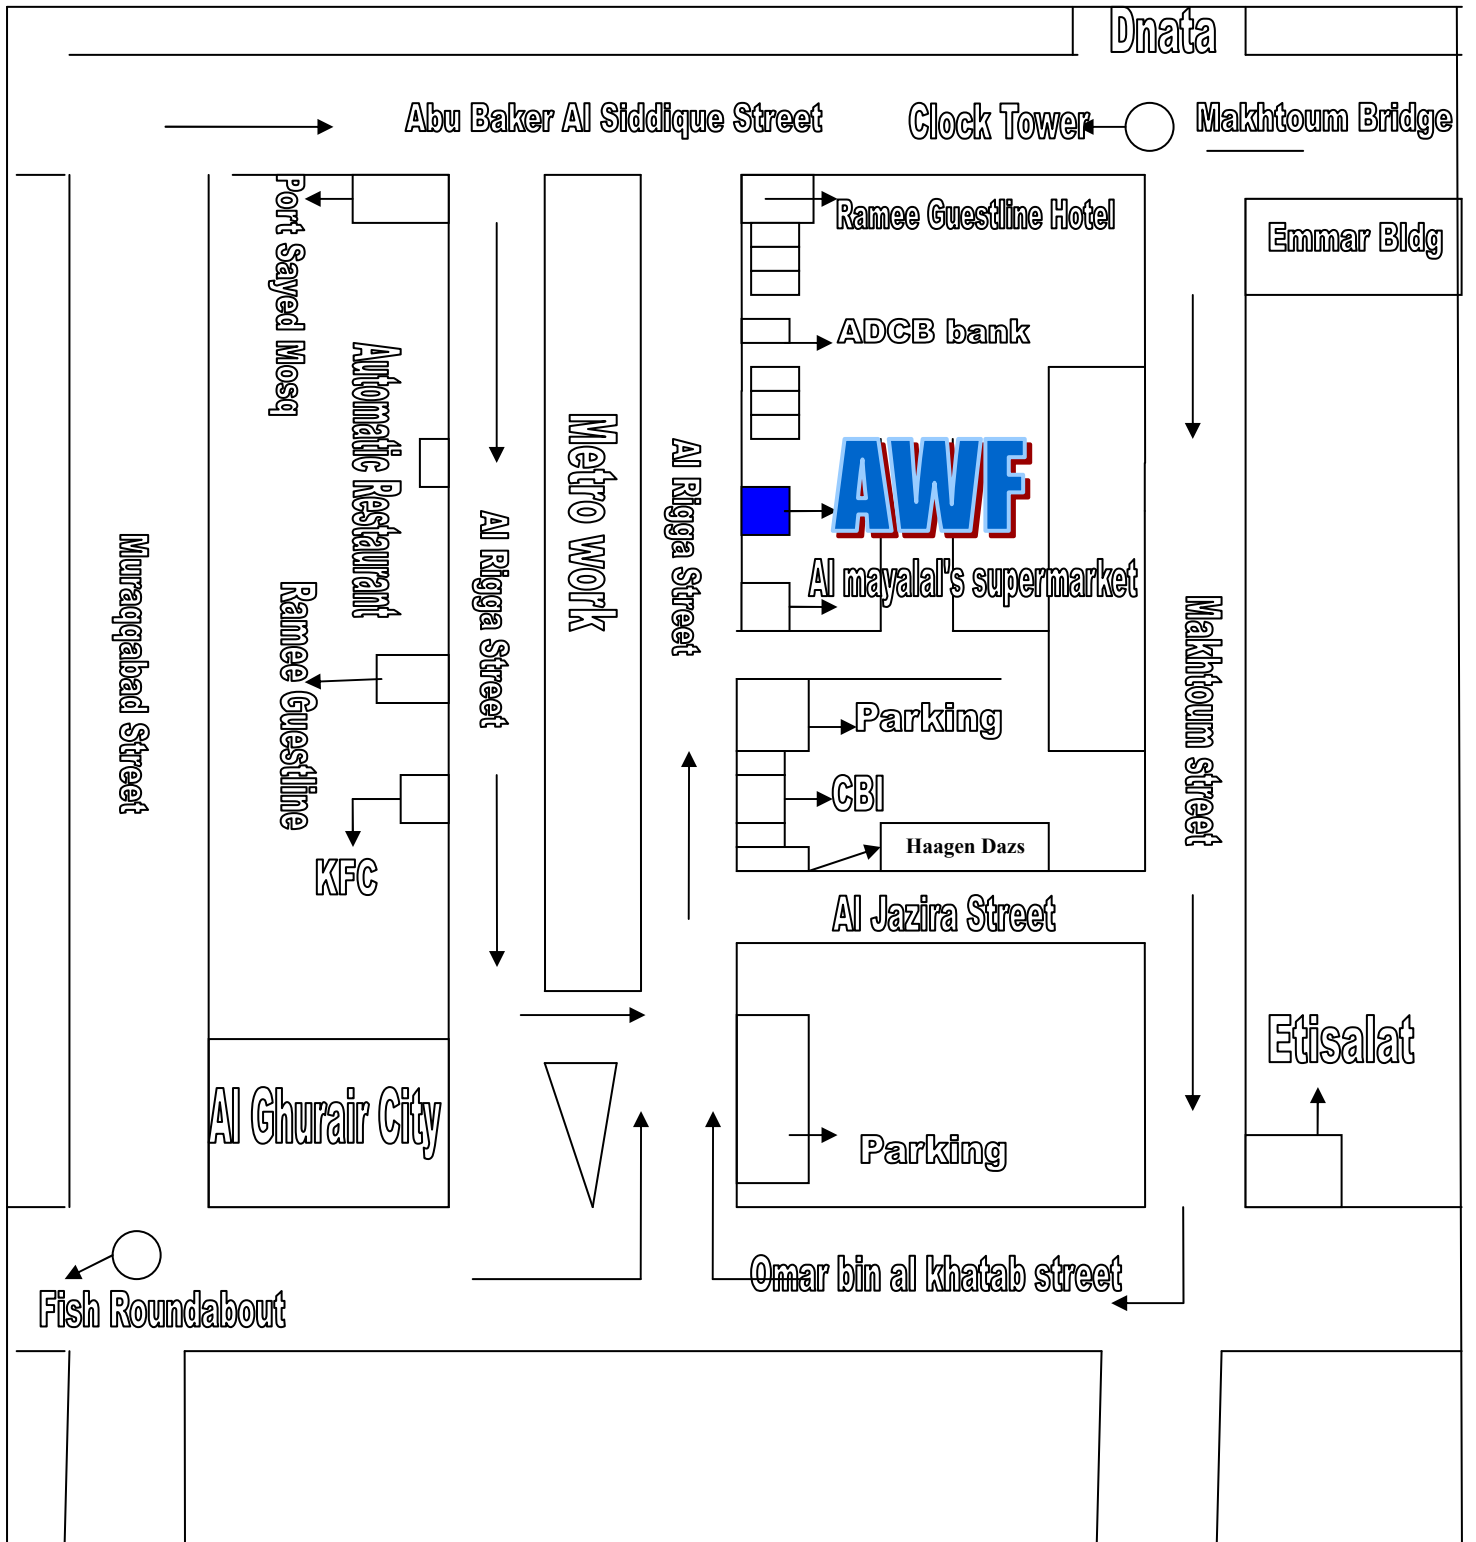 Dnata
Abu Baker Al Siddique Street
Clock Tower
Makhtoum Bridge
Port Sayed Mosq
Ramee Guestline Hotel
Emmar Bldg
ADCB bank
Automatic Restaurant
Metro work
Al Rigga Street
AWF
Al Rigga Street
Muraqqabad Street
Al mayalal's supermarket
Ramee Guestline
Makhtoum street
Parking
CBI
Haagen Dazs
KFC
Al Jazira Street
Etisalat
Al Ghurair City
Parking
Omar bin al khatab street
Fish Roundabout